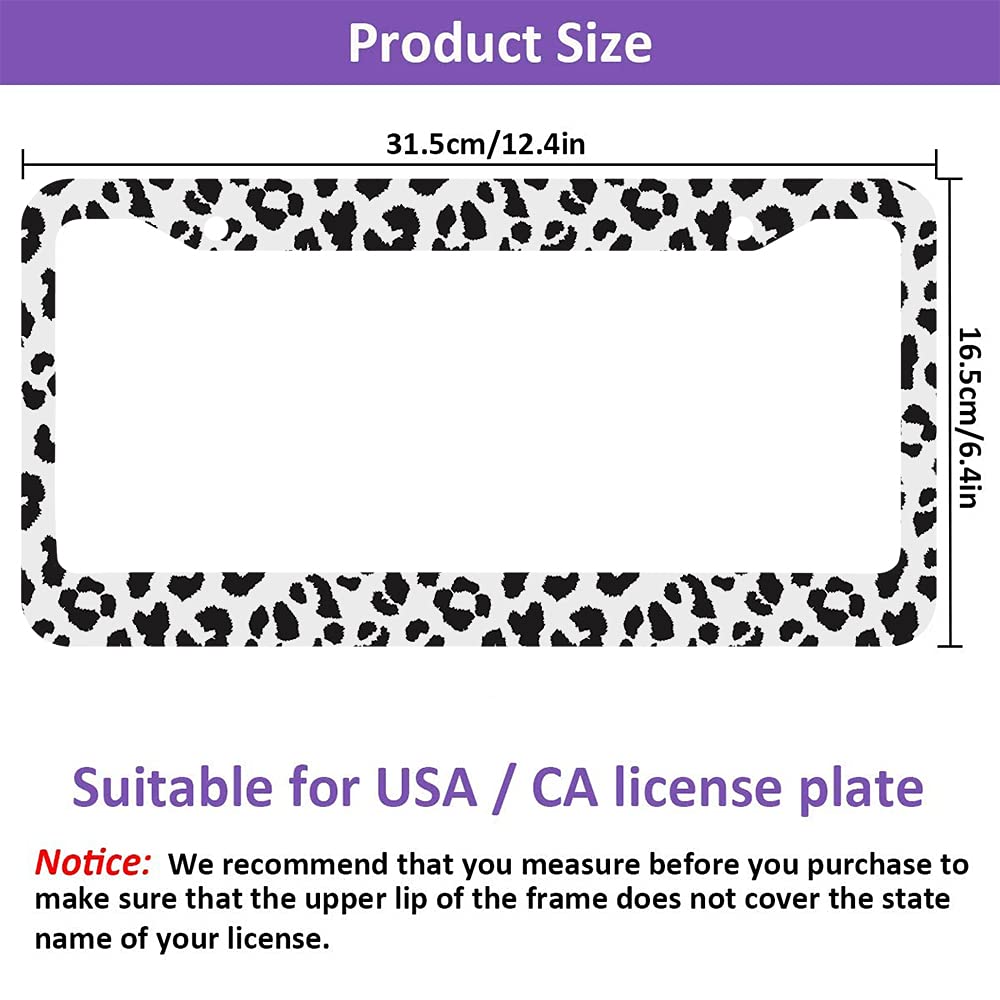 Product Size
31.5cm/12.4in
16.5cm/6.4in
Suitable for USA / CA license plate
Notice: We recommend that you measure before you purchase to
make sure that the upper lip of the frame does not cover the state
name of your license.